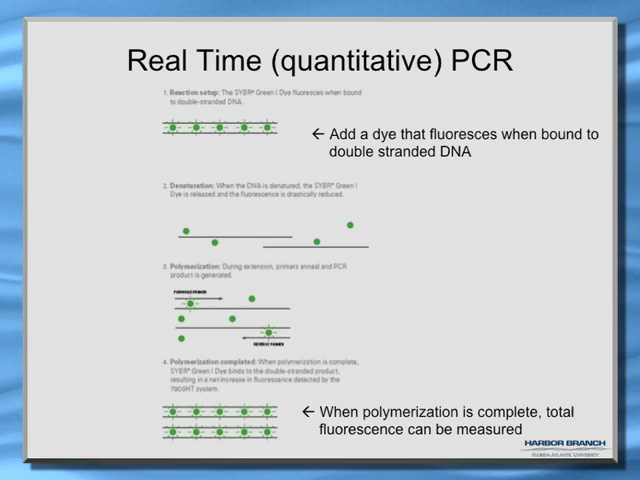 Real Time (quantitative) PCR
1. Reaction setup: The SYBR® Green I Dye fluoresces when bound
to double-stranded DNA.
← Add a dye that fluoresces when bound to
double stranded DNA
2. Denaturation: When the DNA is denatured, the SYBR® Green I
Dye is released and the fluorescence is drastically reduced.
3. Polymerization: During extension, primers anneal and PCR
product is generated.
FORWARD PRIMER
REVERSE PRIMER
4. Polymerization completed: When polymerization is complete,
SYBR® Green I Dye binds to the double-stranded product,
resulting in a net increase in fluorescence detected by the
7900HT system.
← When polymerization is complete, total
fluorescence can be measured
HARBOR BRANCH
FLORIDA ATLANTIC UNIVERSITY